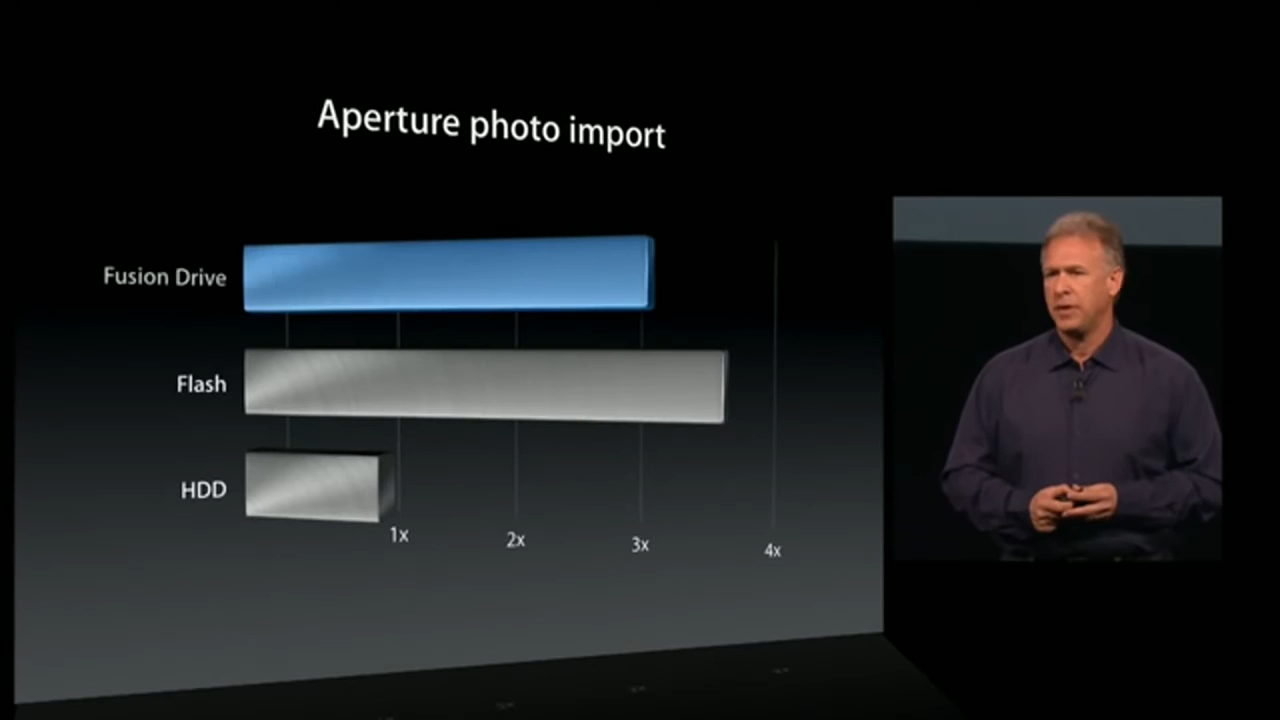 Aperture photo import
Fusion Drive
Flash
HDD
1x
2x
3x
4x